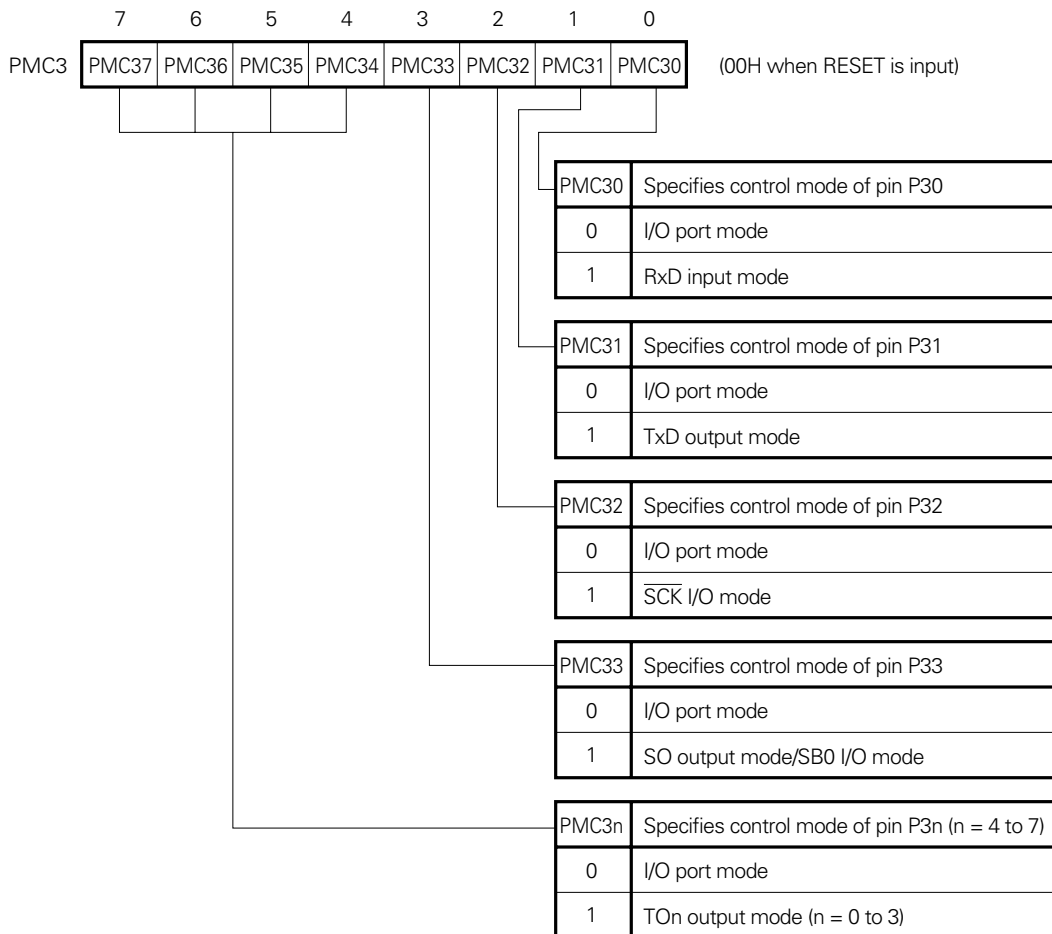 7 6 5 4 3 2 1 0
PMC3 PMC37 PMC36 PMC35 PMC34 PMC33 PMC32 PMC31 PMC30 (00H when RESET is input)
PMC30 Specifies control mode of pin P30
0 I/O port mode
1 RxD input mode
PMC31 Specifies control mode of pin P31
0 I/O port mode
1 TxD output mode
PMC32 Specifies control mode of pin P32
0 I/O port mode
1 S̅C̅K̅ I/O mode
PMC33 Specifies control mode of pin P33
0 I/O port mode
1 SO output mode/SB0 I/O mode
PMC3n Specifies control mode of pin P3n (n = 4 to 7)
0 I/O port mode
1 TOn output mode (n = 0 to 3)